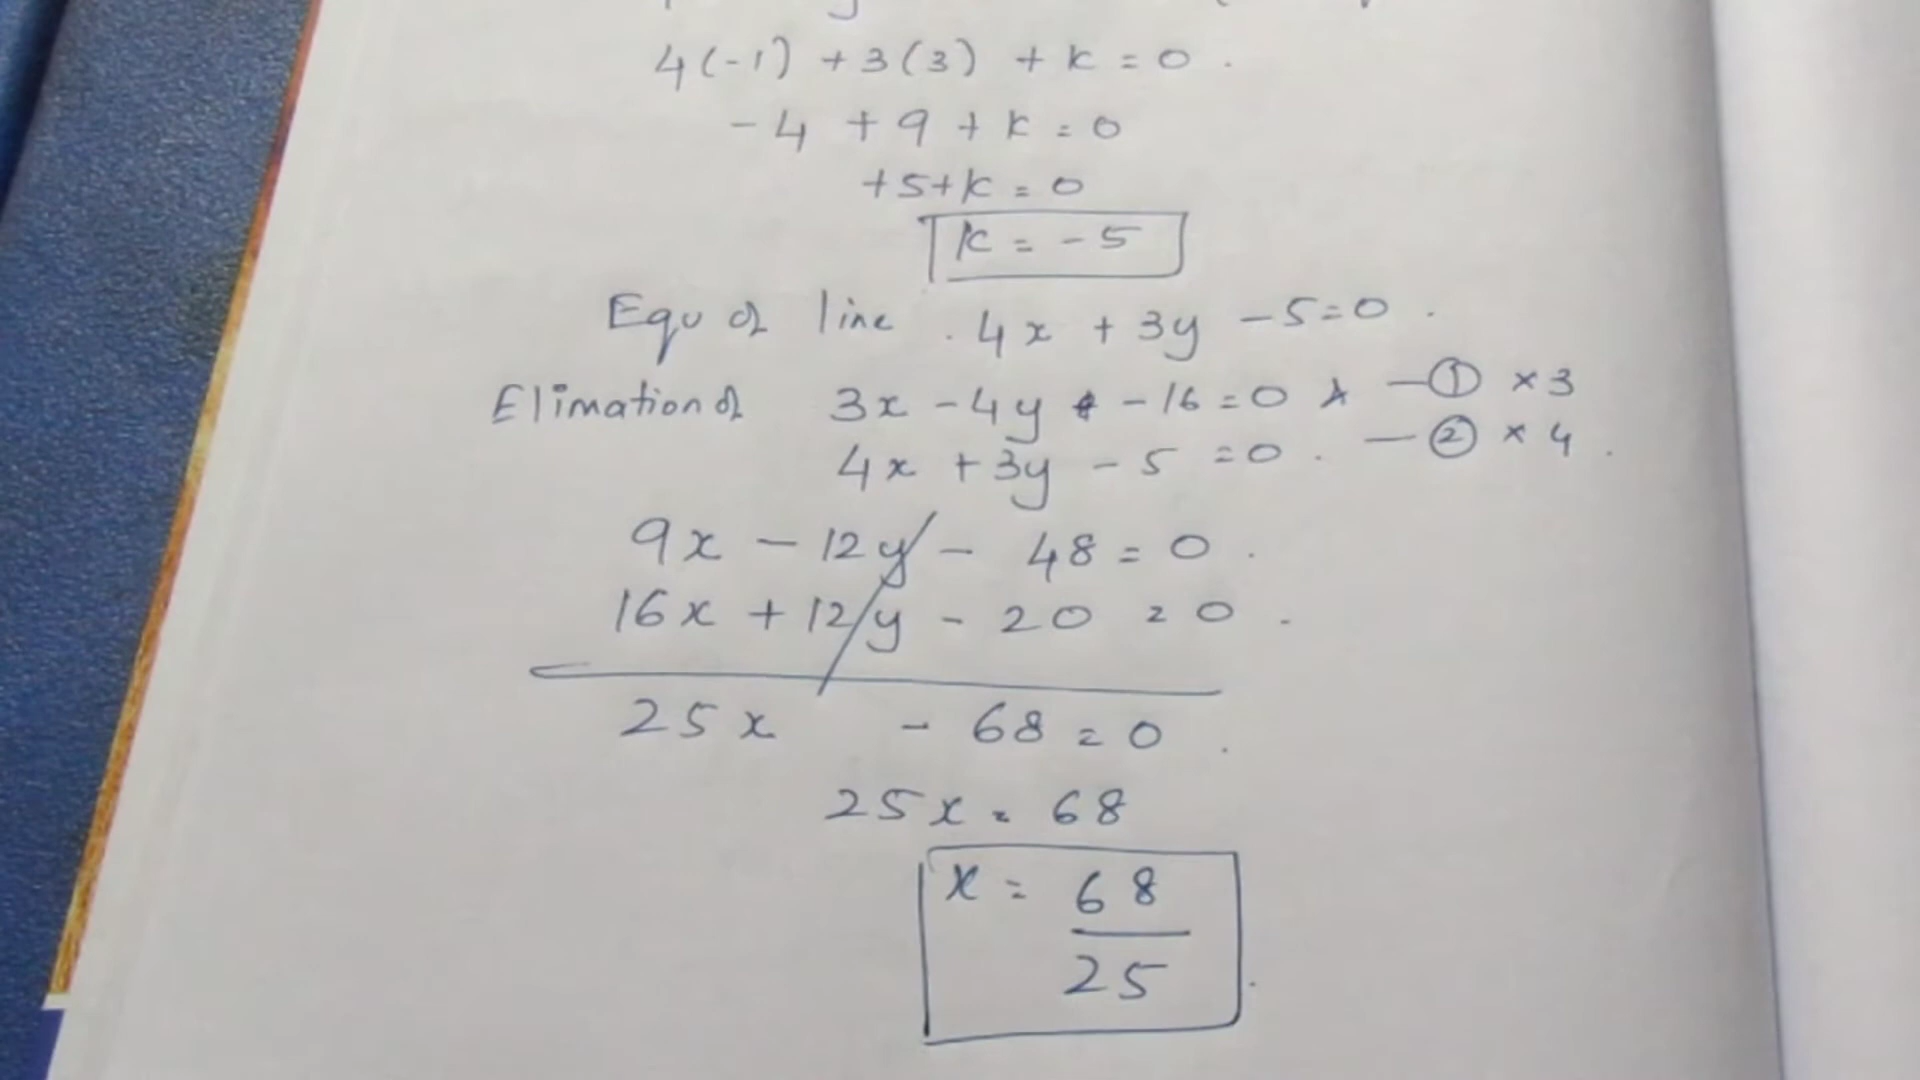 4(-1) + 3(3) + k = 0.
-4 + 9 + k = 0
+5+k = 0
k = -5
Equ of line . 4x + 3y - 5=0.
Elimation of 3x - 4y - 16=0 - ① × 3
4x + 3y - 5 = 0. - ② × 4.
9x - 12y - 48 = 0.
16x + 12y - 20 = 0.
25x - 68 = 0.
25x = 68
x = 68
25